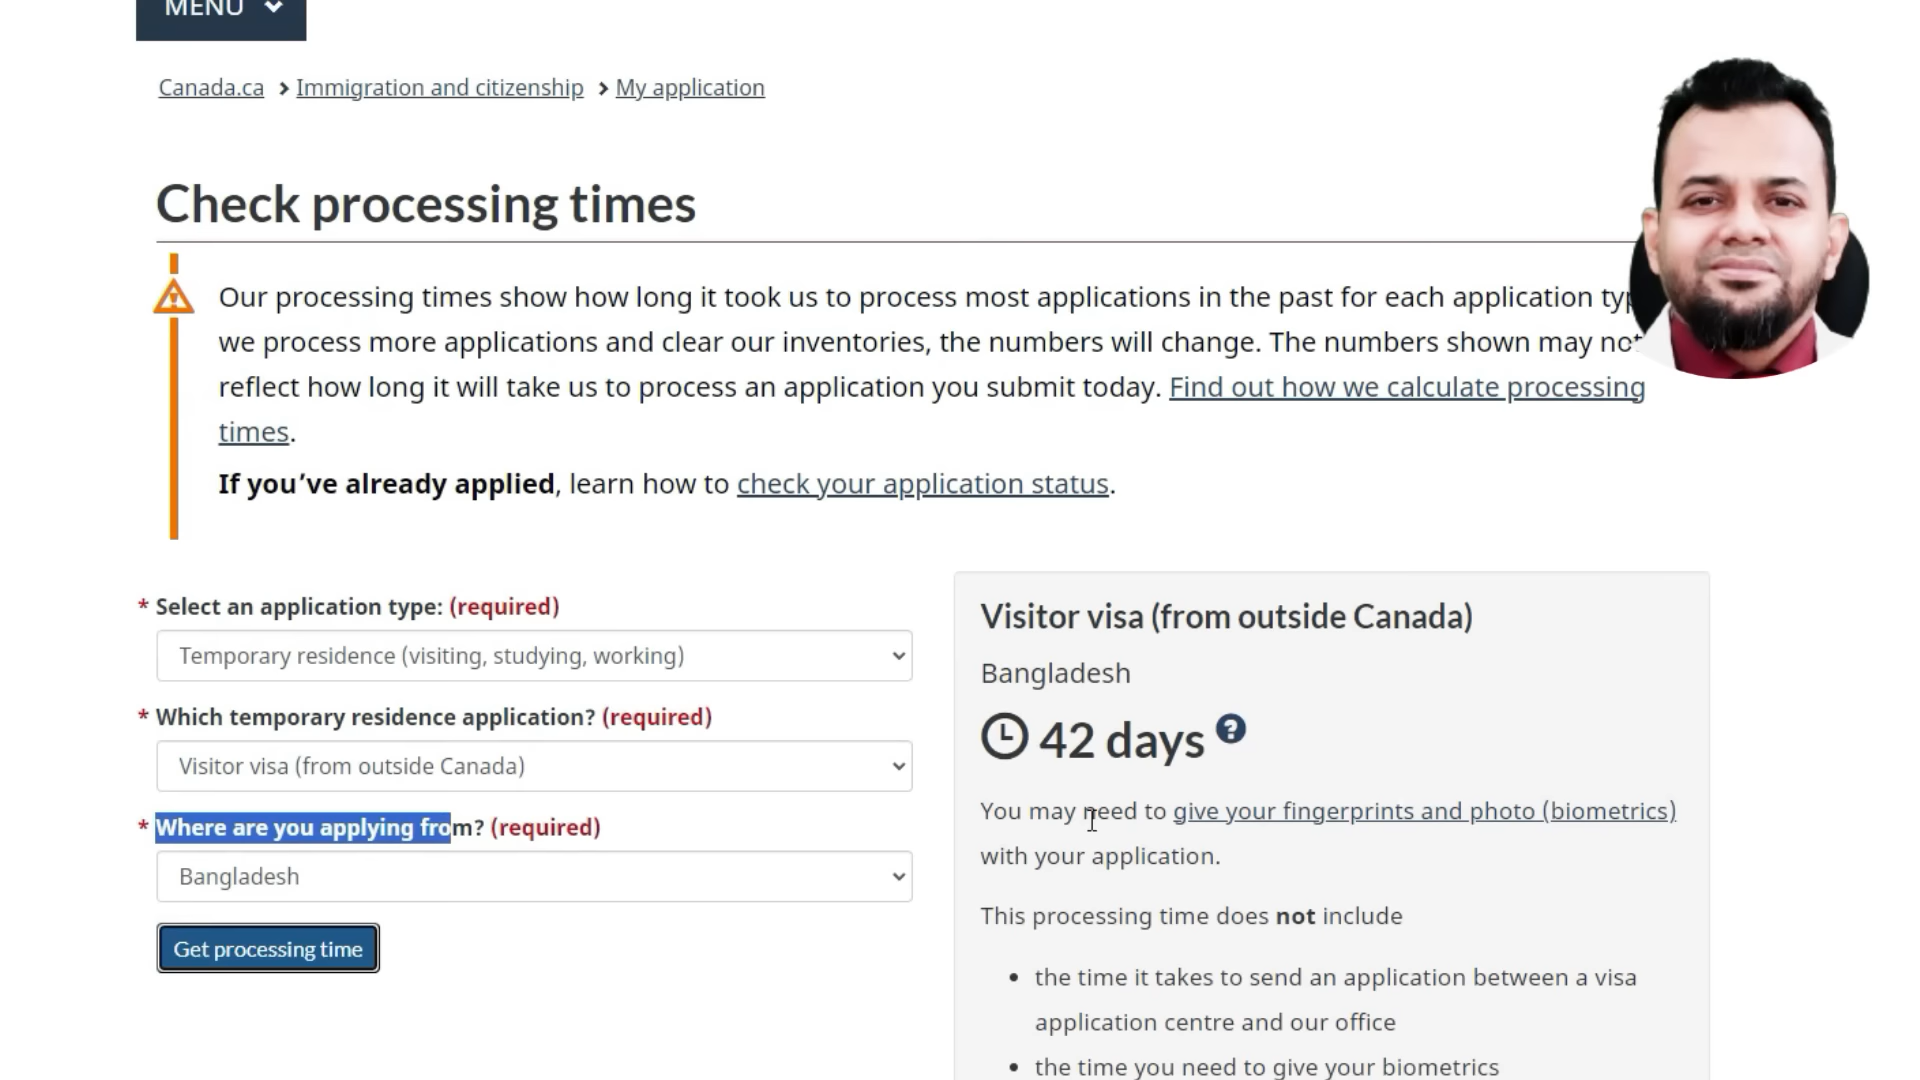 MENU
Canada.ca > Immigration and citizenship > My application
Check processing times
Our processing times show how long it took us to process most applications in the past for each application
we process more applications and clear our inventories, the numbers will change. The numbers shown may not
reflect how long it will take us to process an application you submit today. Find out how we calculate processing
times.
If you've already applied, learn how to check your application status.
* Select an application type: (required)
Temporary residence (visiting, studying, working)
* Which temporary residence application? (required)
Visitor visa (from outside Canada)
* Where are you applying from? (required)
Bangladesh
Get processing time
Visitor visa (from outside Canada)
Bangladesh
42 days ?
You may need to give your fingerprints and photo (biometrics)
with your application.
This processing time does not include
• the time it takes to send an application between a visa
application centre and our office
• the time you need to give your biometrics